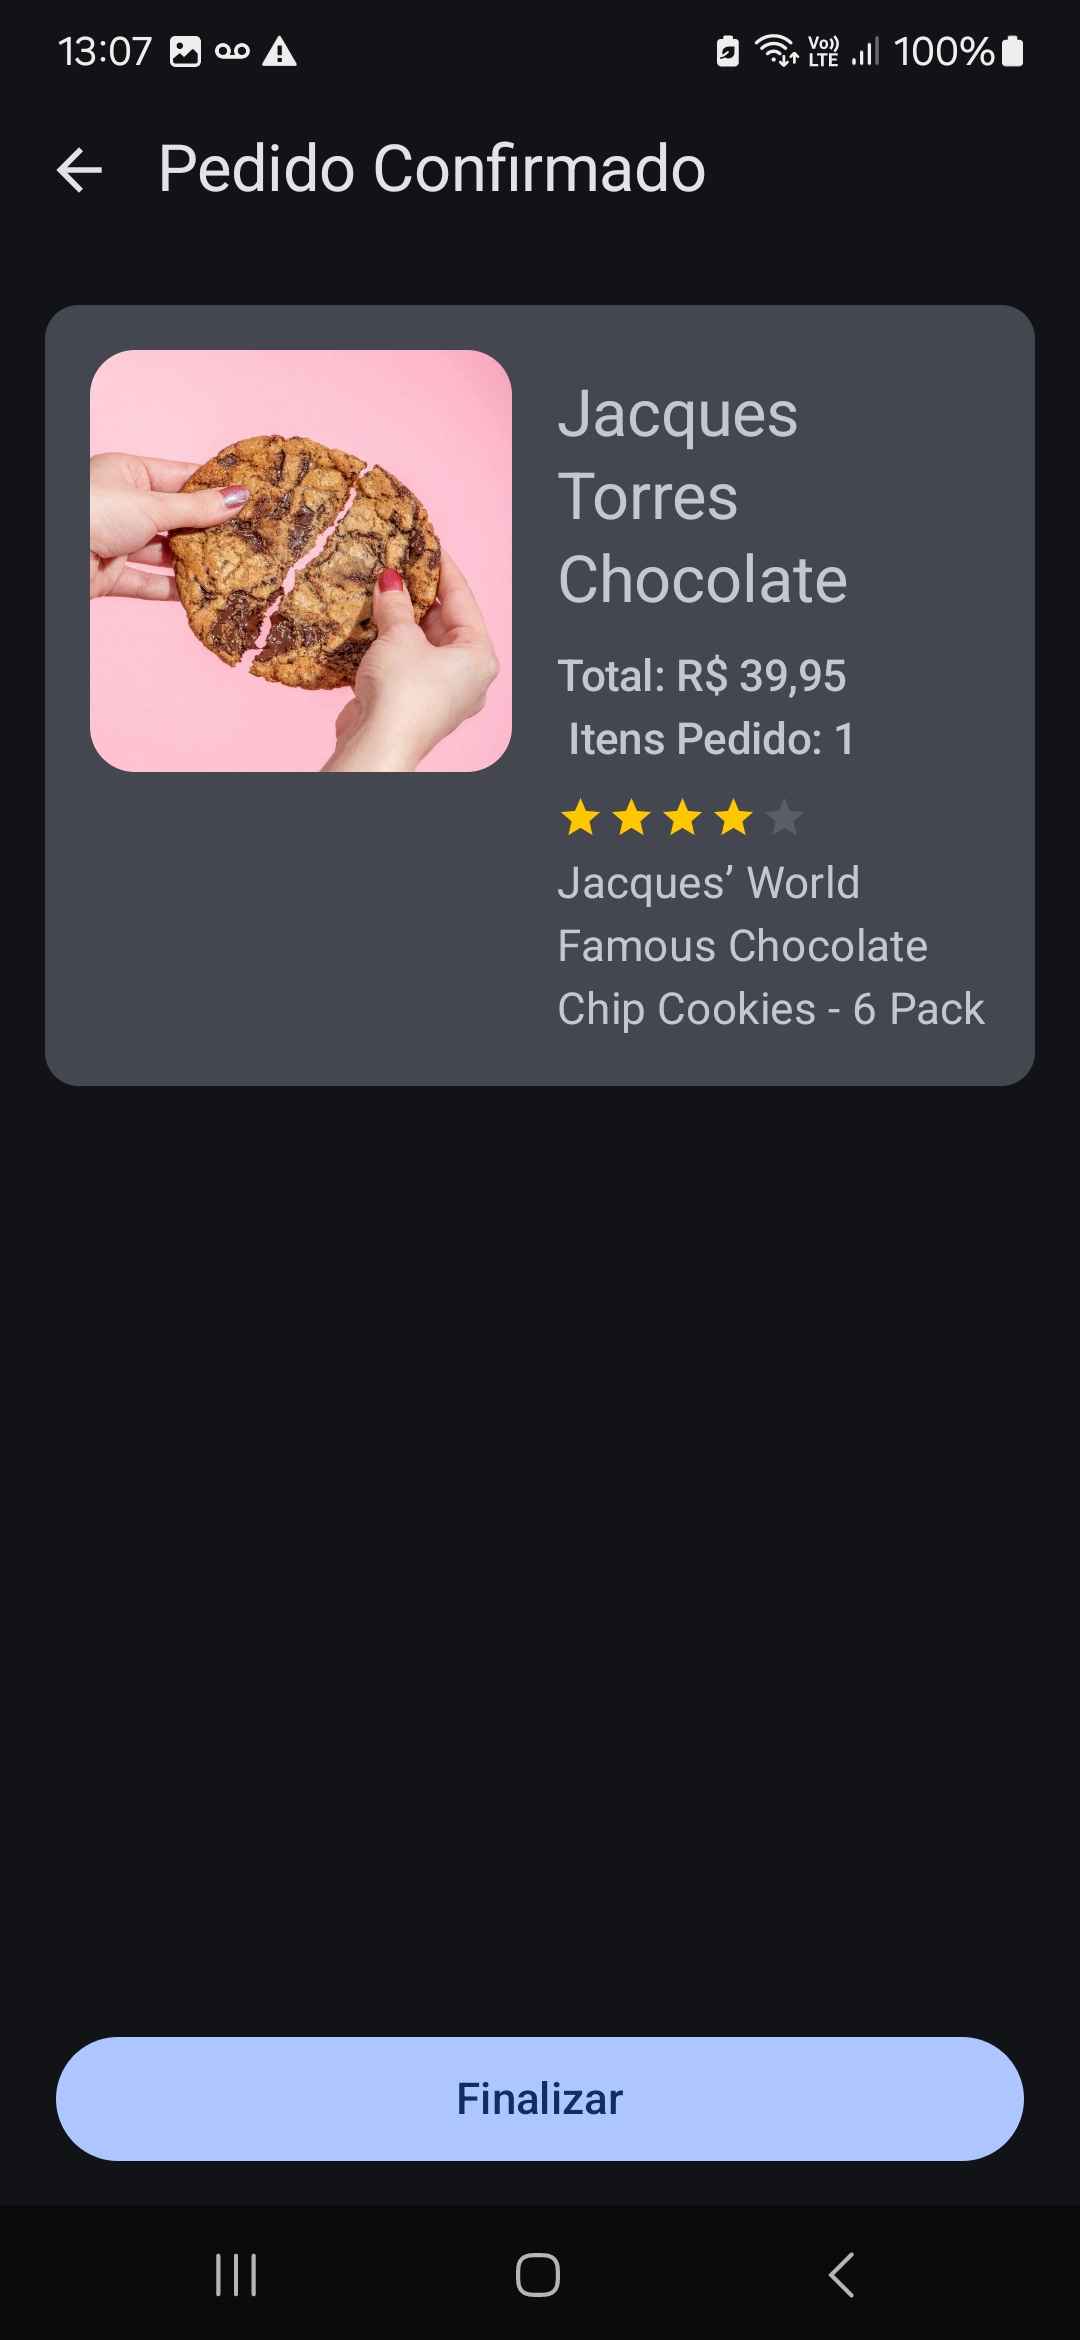 13:07
Vo)) LTE 100%
Pedido Confirmado
Jacques
Torres
Chocolate
Total: R$ 39,95
Itens Pedido: 1
Jacques’ World
Famous Chocolate
Chip Cookies - 6 Pack
Finalizar